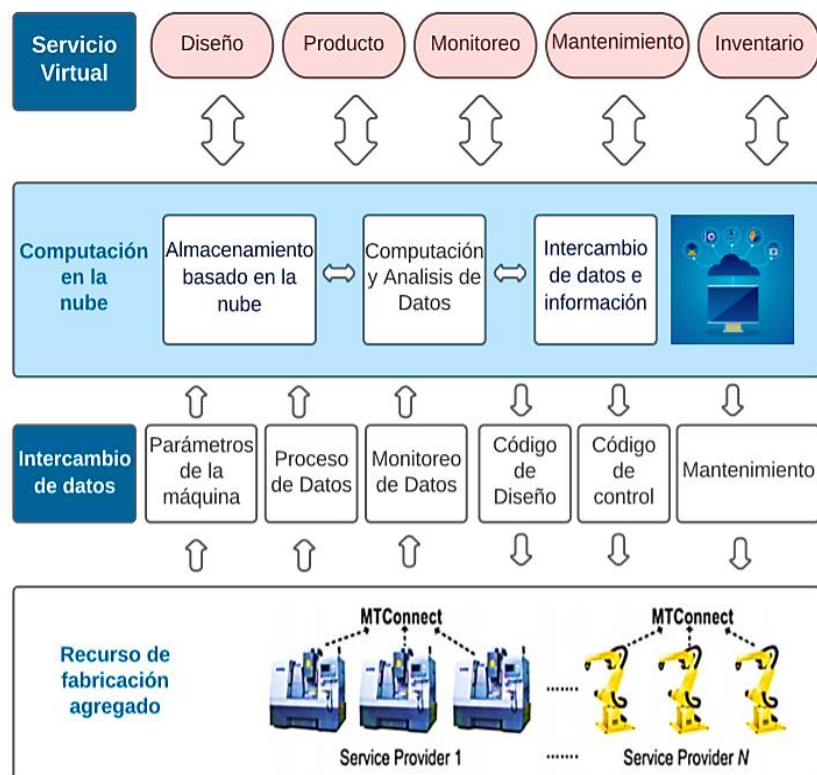 Servicio
Virtual
Diseño
Producto
Monitoreo
Mantenimiento
Inventario
Computación
en la
nube
Almacenamiento
basado en la
nube
Computación
y Analisis de
Datos
Intercambio
de datos e
información
Intercambio
de datos
Parámetros
de la
máquina
Proceso
de Datos
Monitoreo
de Datos
Código
de
Diseño
Código
de
control
Mantenimiento
Recurso de
fabricación
agregado
MTConnect
MTConnect
Service Provider 1
......
Service Provider N